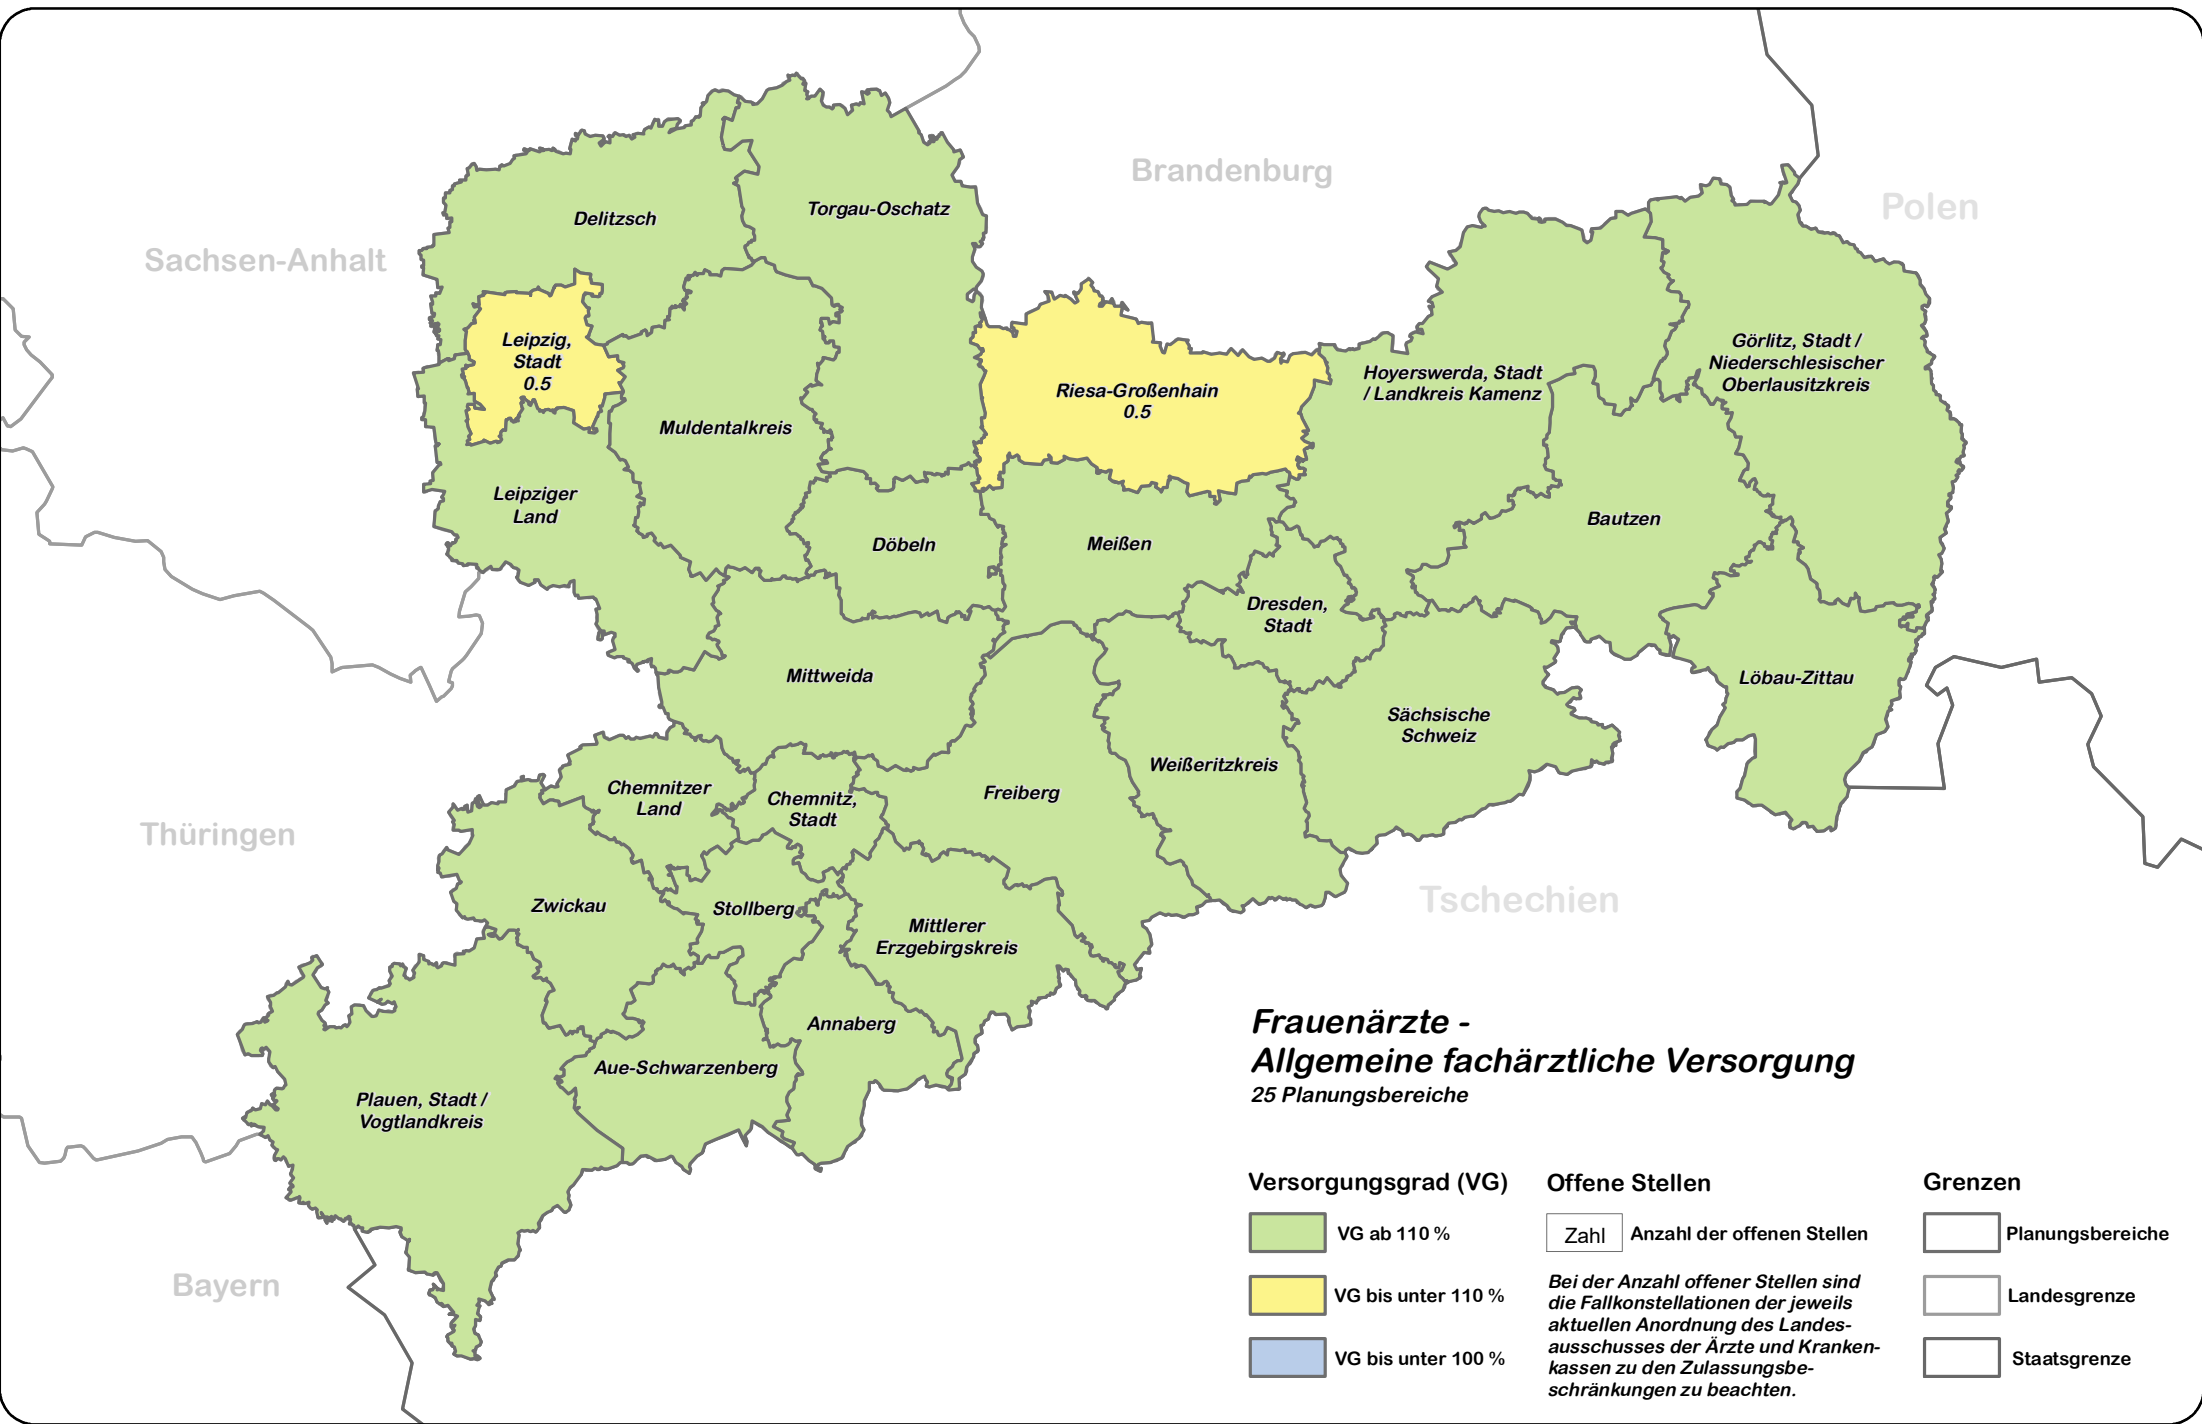 Brandenburg
Polen
Sachsen-Anhalt
Delitzsch
Torgau-Oschatz
Leipzig,
Stadt
0.5
Riesa-Großenhain
0.5
Hoyerswerda, Stadt
/ Landkreis Kamenz
Görlitz, Stadt /
Niederschlesischer
Oberlausitzkreis
Muldentalkreis
Leipziger
Land
Döbeln
Meißen
Bautzen
Dresden,
Stadt
Mittweida
Löbau-Zittau
Sächsische
Schweiz
Weißeritzkreis
Chemnitzer
Land
Chemnitz,
Stadt
Freiberg
Thüringen
Zwickau
Stollberg
Mittlerer
Erzgebirgskreis
Tschechien
Annaberg
Aue-Schwarzenberg
Plauen, Stadt /
Vogtlandkreis
Bayern
Frauenärzte -
Allgemeine fachärztliche Versorgung
25 Planungsbereiche
Versorgungsgrad (VG)
VG ab 110 %
VG bis unter 110 %
VG bis unter 100 %
Offene Stellen
Zahl Anzahl der offenen Stellen
Bei der Anzahl offener Stellen sind
die Fallkonstellationen der jeweils
aktuellen Anordnung des Landes-
ausschusses der Ärzte und Kranken-
kassen zu den Zulassungsbe-
schränkungen zu beachten.
Grenzen
Planungsbereiche
Landesgrenze
Staatsgrenze